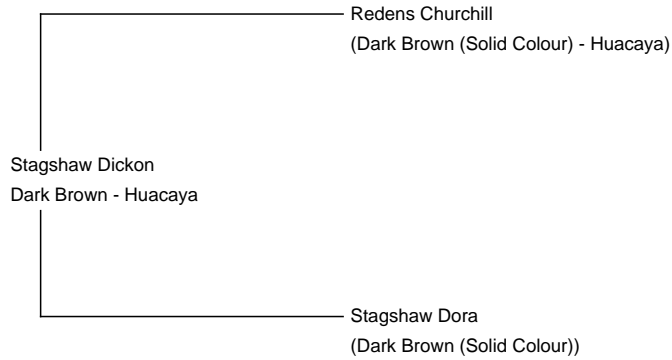 Redens Churchill
(Dark Brown (Solid Colour) - Huacaya)
Stagshaw Dickon
Dark Brown - Huacaya
Stagshaw Dora
(Dark Brown (Solid Colour))